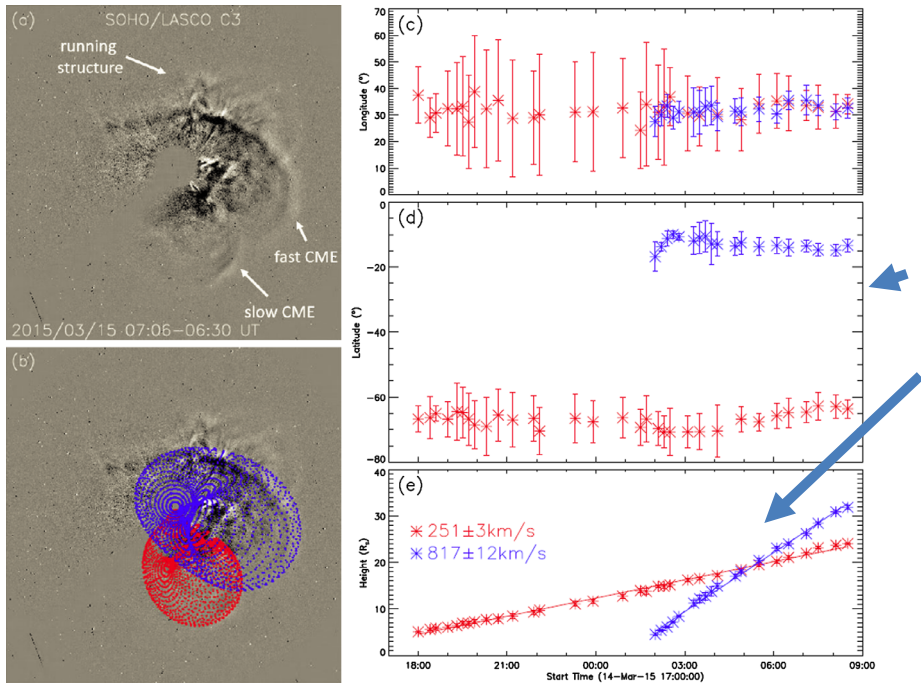 (a)
SOHO/LASCO C3
running
structure
fast CME
slow CME
2015/03/15 07:06-06:30 UT
(b)
(c)
Longitude (°)
70
60
50
40
30
20
10
0
(d)
Latitude (°)
0
-20
-40
-60
-80
(e)
Height (Rₛ)
40
30
20
10
0
251±3km/s
817±12km/s
18:00
21:00
00:00
03:00
06:00
09:00
Start Time (14-Mar-15 17:00:00)